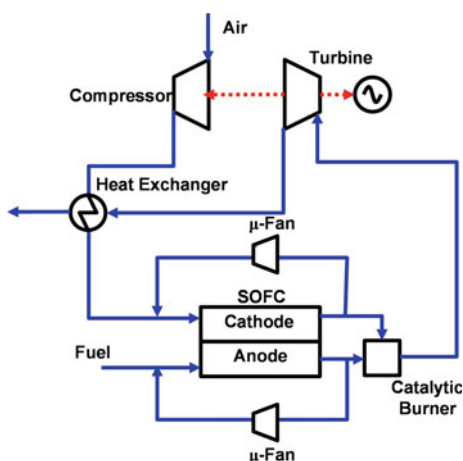 Air
Turbine
Compressor
Heat Exchanger
μ-Fan
SOFC
Cathode
Fuel
Anode
Catalytic
Burner
μ-Fan